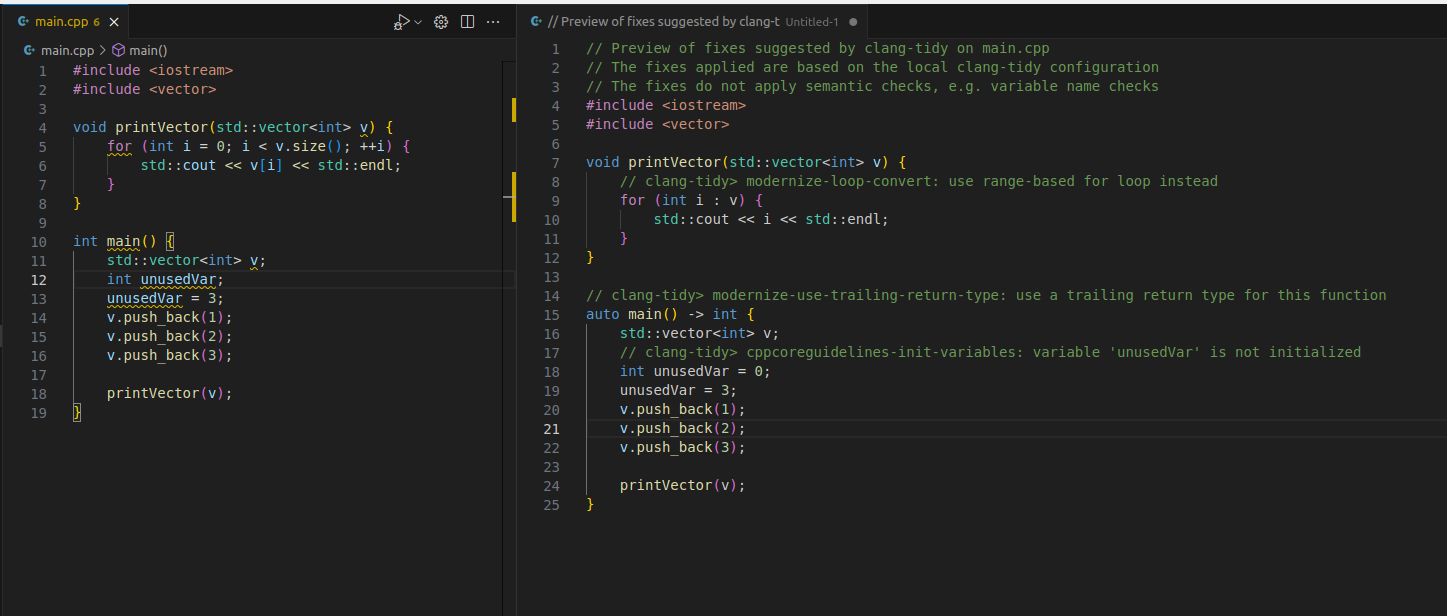 main.cpp 6
main.cpp > main()
1 #include <iostream>
2 #include <vector>
3
4 void printVector(std::vector<int> v) {
5 for (int i = 0; i < v.size(); ++i) {
6 std::cout << v[i] << std::endl;
7 }
8 }
9
10 int main() {
11 std::vector<int> v;
12 int unusedVar;
13 unusedVar = 3;
14 v.push_back(1);
15 v.push_back(2);
16 v.push_back(3);
17
18 printVector(v);
19 }
// Preview of fixes suggested by clang-t Untitled-1
1 // Preview of fixes suggested by clang-tidy on main.cpp
2 // The fixes applied are based on the local clang-tidy configuration
3 // The fixes do not apply semantic checks, e.g. variable name checks
4 #include <iostream>
5 #include <vector>
6
7 void printVector(std::vector<int> v) {
8 // clang-tidy> modernize-loop-convert: use range-based for loop instead
9 for (int i : v) {
10 std::cout << i << std::endl;
11 }
12 }
13
14 // clang-tidy> modernize-use-trailing-return-type: use a trailing return type for this function
15 auto main() -> int {
16 std::vector<int> v;
17 // clang-tidy> cppcoreguidelines-init-variables: variable 'unusedVar' is not initialized
18 int unusedVar = 0;
19 unusedVar = 3;
20 v.push_back(1);
21 v.push_back(2);
22 v.push_back(3);
23
24 printVector(v);
25 }